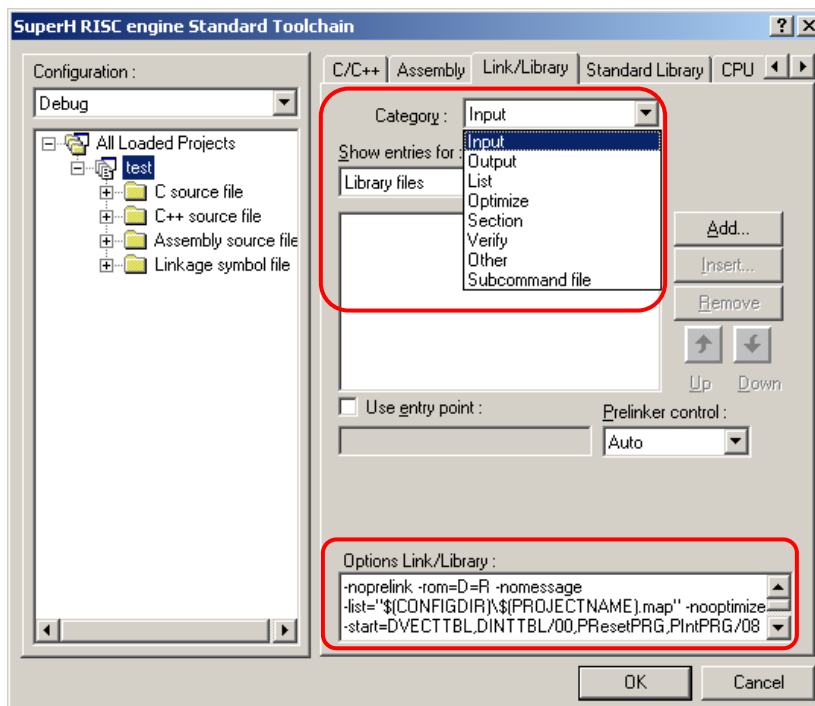 SuperH RISC engine Standard Toolchain
Configuration :
Debug
All Loaded Projects
test
C source file
C++ source file
Assembly source file
Linkage symbol file
C/C++ Assembly Link/Library Standard Library CPU
Category : Input
Input
Output
List
Optimize
Section
Verify
Other
Subcommand file
Show entries for :
Library files
Add...
Insert...
Remove
Up Down
Use entry point :
Prelinker control :
Auto
Options Link/Library :
-noprelink -rom=D=R -nomessage
-list="$(CONFIGDIR)\$(PROJECTNAME).map" -nooptimize
-start=DVECTTBL,DINTTBL/00,PResetPRG,PIntPRG/08
OK Cancel